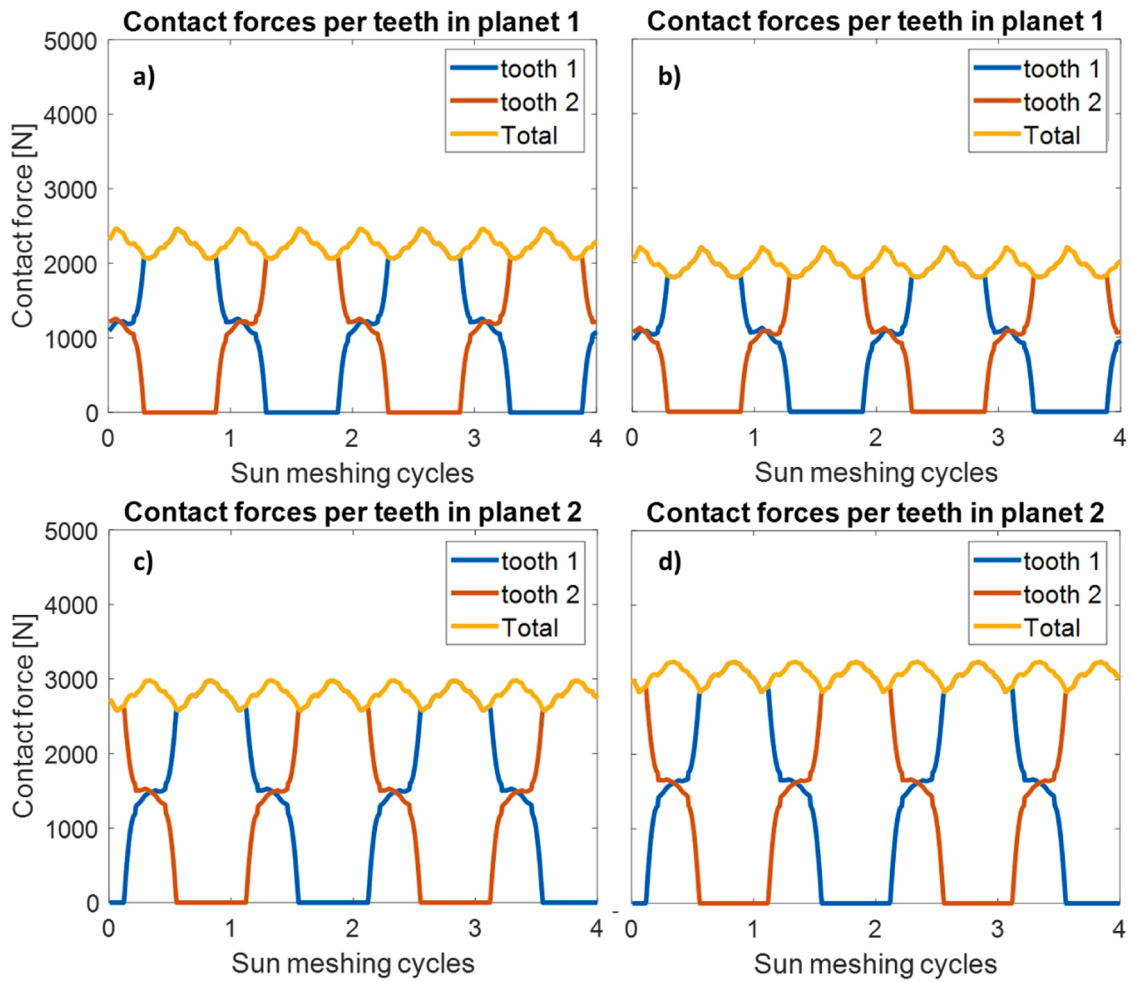 Contact forces per teeth in planet 1
a)
tooth 1
tooth 2
Total
5000
4000
3000
2000
1000
0
Contact force [N]
0 1 2 3 4
Sun meshing cycles
Contact forces per teeth in planet 1
b)
tooth 1
tooth 2
Total
0 1 2 3 4
Sun meshing cycles
Contact forces per teeth in planet 2
c)
tooth 1
tooth 2
Total
5000
4000
3000
2000
1000
0
Contact force [N]
0 1 2 3 4
Sun meshing cycles
Contact forces per teeth in planet 2
d)
tooth 1
tooth 2
Total
0 1 2 3 4
Sun meshing cycles